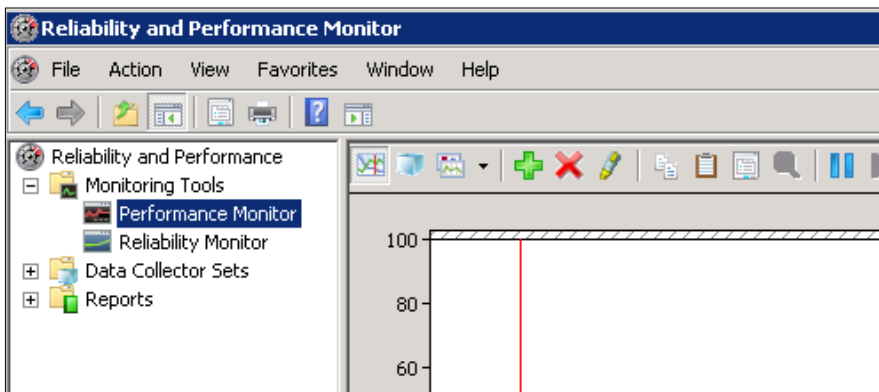 Reliability and Performance Monitor
File Action View Favorites Window Help
Reliability and Performance
Monitoring Tools
Performance Monitor
Reliability Monitor
Data Collector Sets
Reports
100
80
60